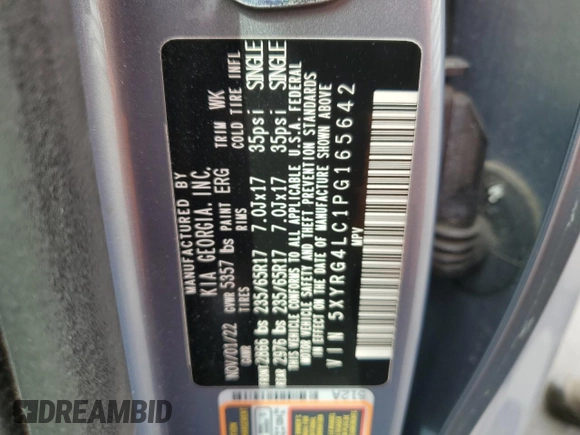 MANUFACTURED BY
KIA GEORGIA, INC.
NOV/01/22 GVWR 5357 lbs PAINT ERG TRIM WK
GAWR TIRES RIMS COLD TIRE INFL
FRNT 2866 lbs 235/65R17 7.0Jx17 35psi SINGLE
REAR 2976 lbs 235/65R17 7.0Jx17 35psi SINGLE
THIS VEHICLE CONFORMS TO ALL APPLICABLE U.S.A. FEDERAL
MOTOR VEHICLE SAFETY AND THEFT PREVENTION STANDARDS
IN EFFECT ON THE DATE OF MANUFACTURE SHOWN ABOVE
VIN 5XYRG4LC1PG165642
MPV
512A
DREAMBID